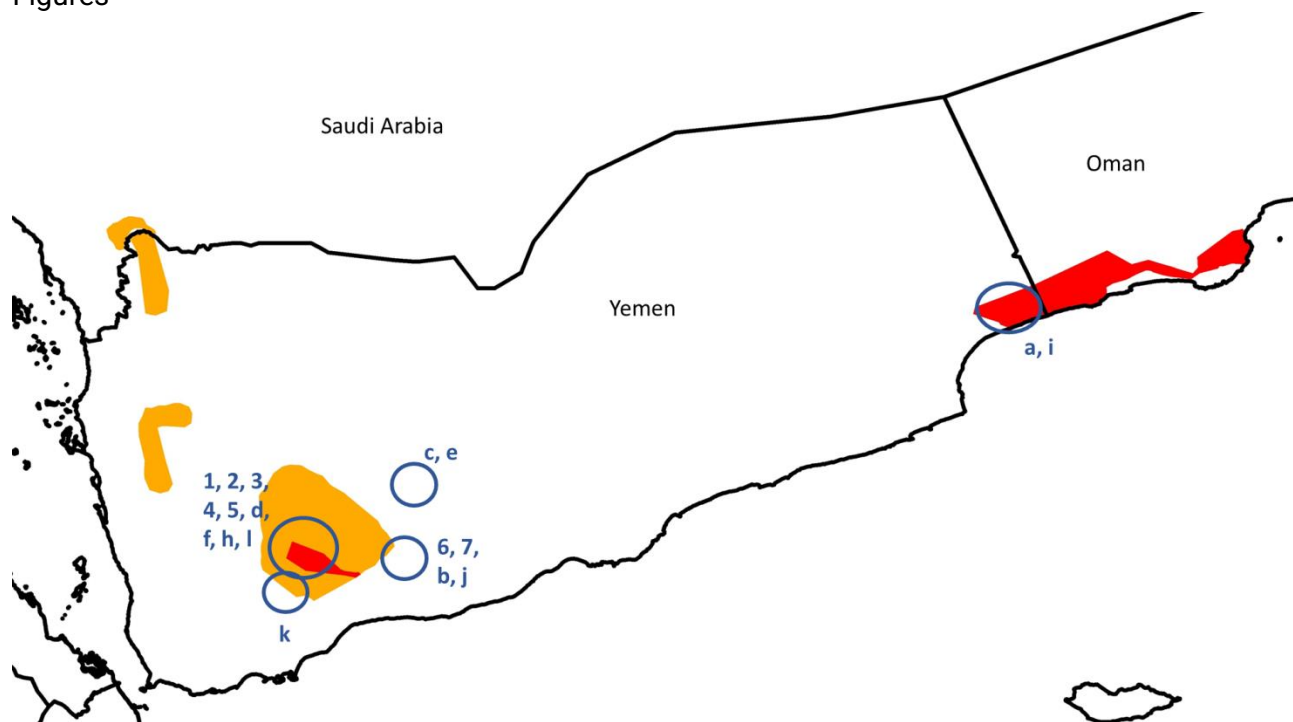 Figures
Saudi Arabia
Oman
Yemen
a, i
c, e
1, 2, 3,
4, 5, d,
f, h, l
6, 7,
b, j
k